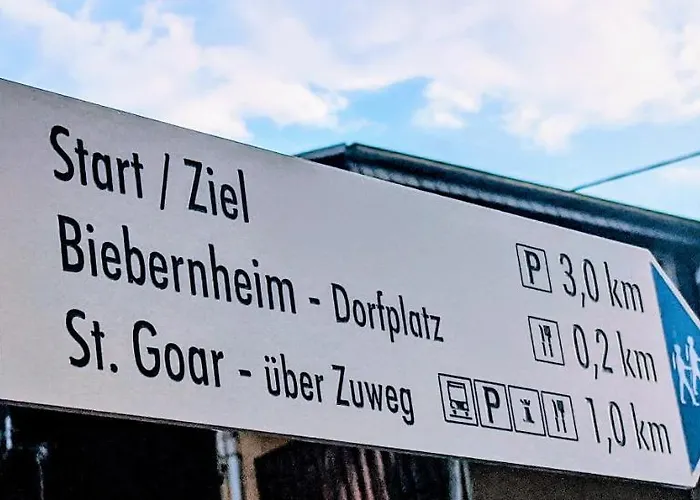 Start / Ziel P 3,0 km
Biebernheim - Dorfplatz 0,2 km
St. Goar - über Zuweg P 1,0 km